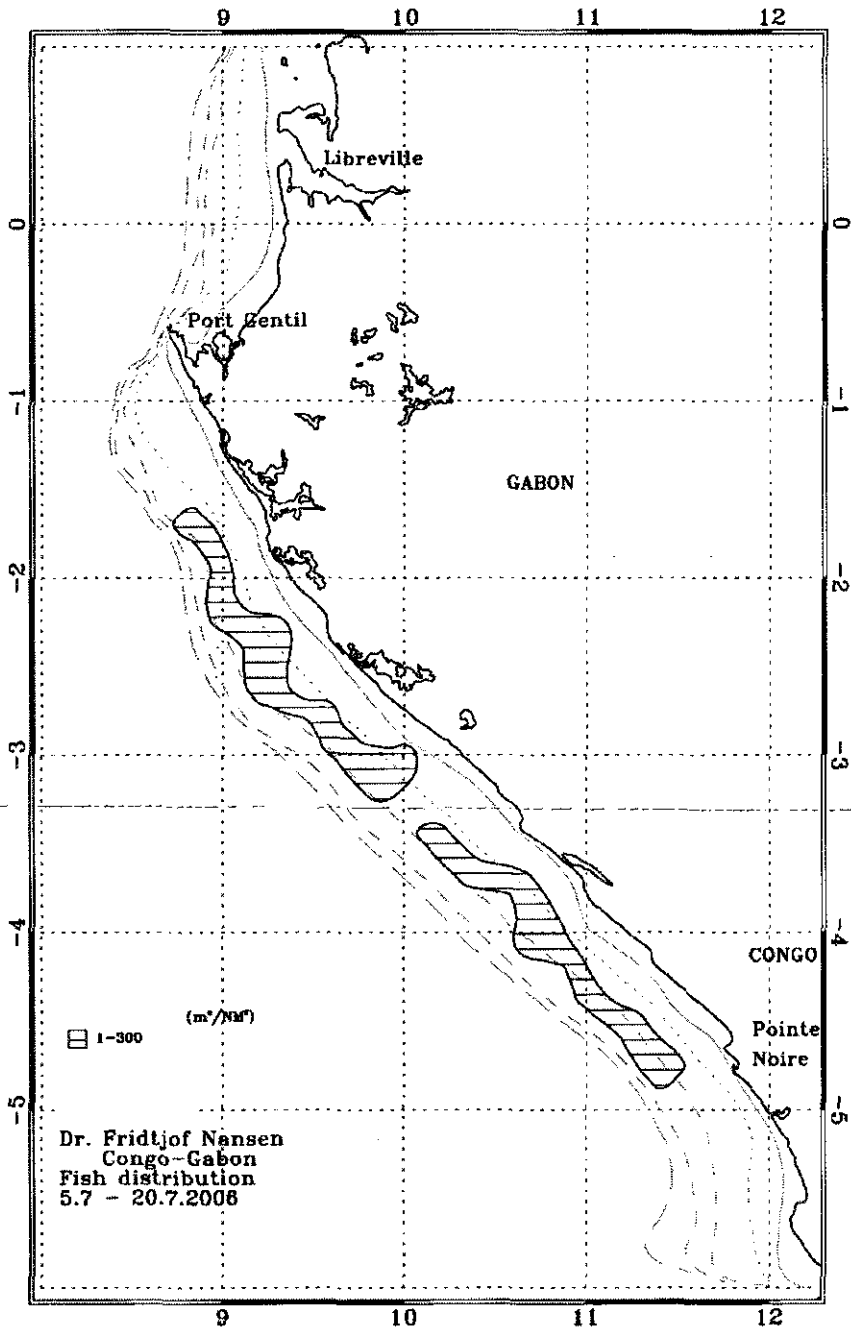 9 10 11 12
Libreville
0 0
Port Gentil
-1 -1
GABON
-2 -2
-3 -3
-4 -4
CONGO
(m²/NM²)
1-300
Pointe
Noire
-5 -5
Dr. Fridtjof Nansen
Congo-Gabon
Fish distribution
5.7 - 20.7.2006
9 10 11 12